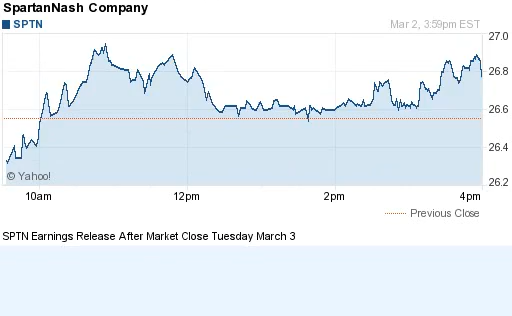 SpartanNash Company
SPTN
Mar 2, 3:59pm EST
27.0
26.8
26.6
26.4
26.2
© Yahoo!
10am 12pm 2pm 4pm
Previous Close
SPTN Earnings Release After Market Close Tuesday March 3